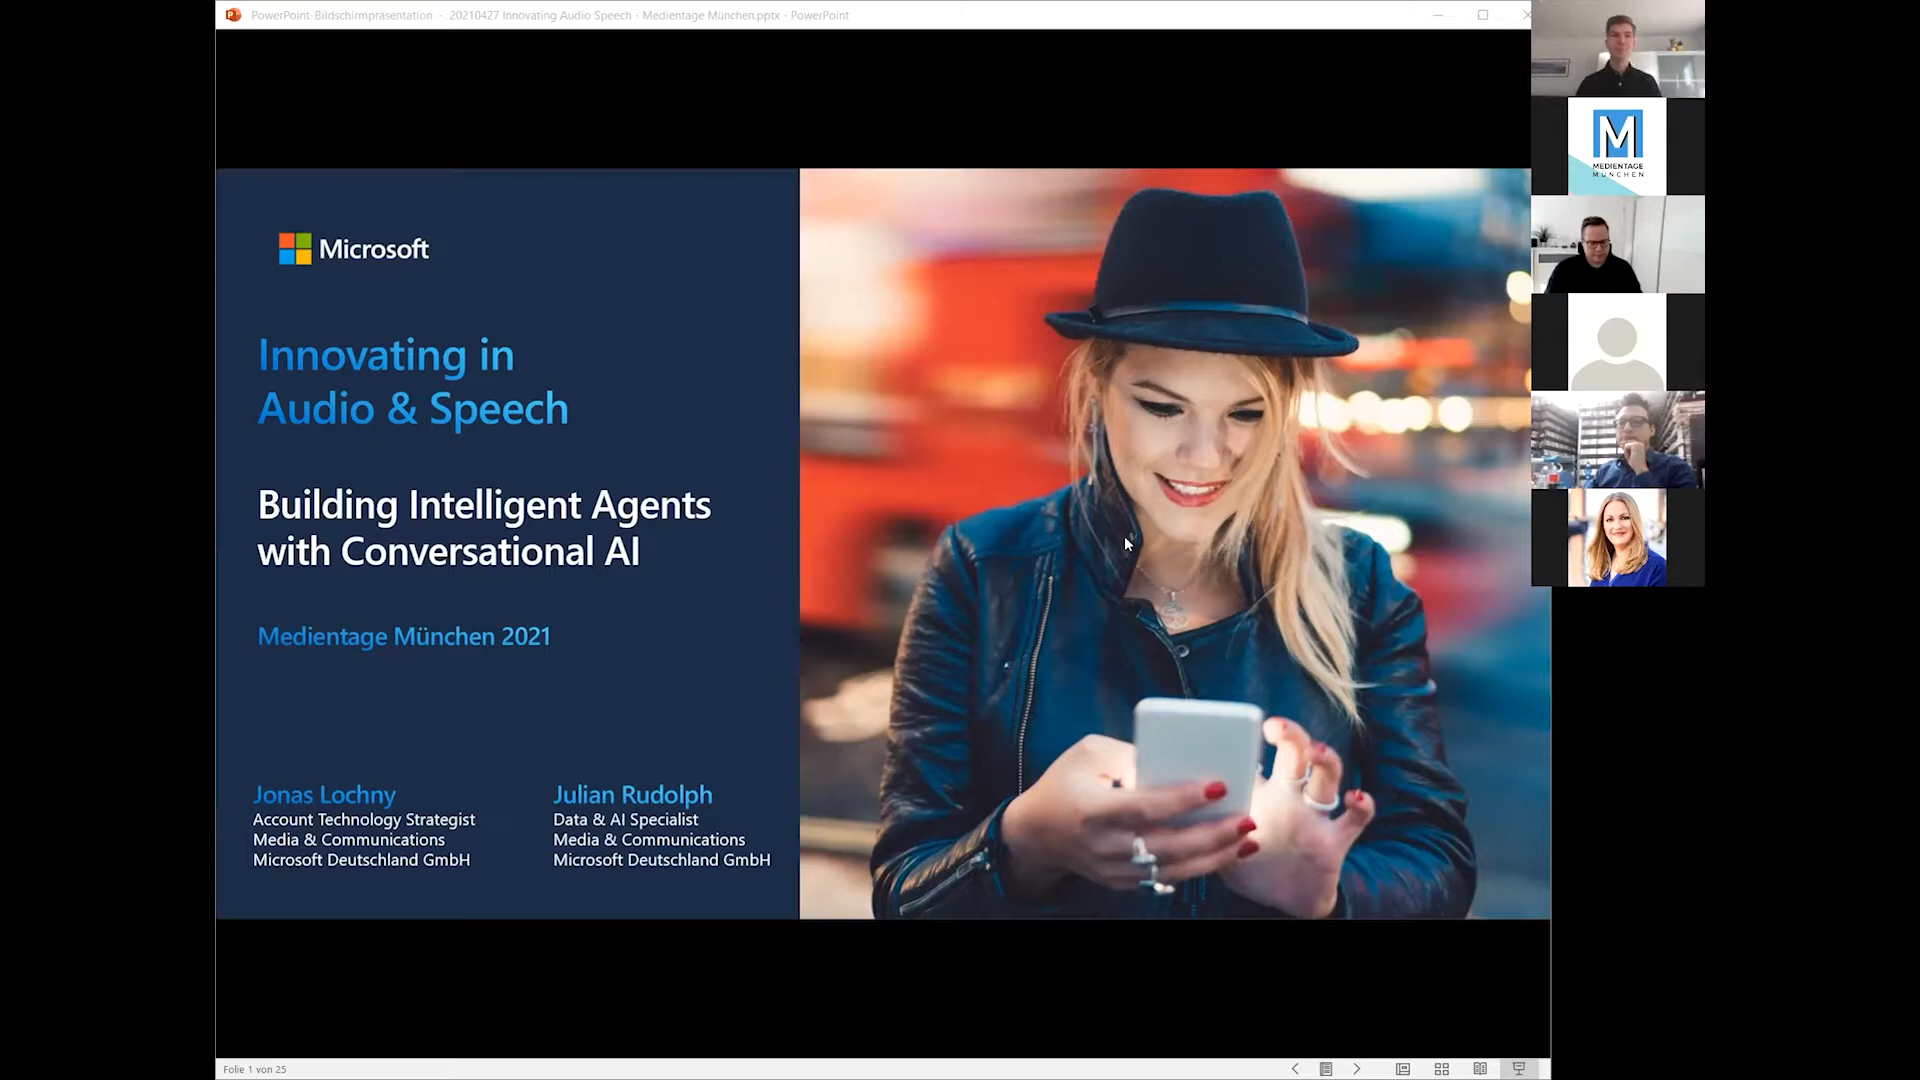 PowerPoint-Bildschirmpräsentation - 20210427 Innovating Audio Speech - Medientage München.pptx - PowerPoint
M
MEDIENTAGE
MÜNCHEN
Microsoft
Innovating in
Audio & Speech
Building Intelligent Agents
with Conversational AI
Medientage München 2021
Jonas Lochny
Account Technology Strategist
Media & Communications
Microsoft Deutschland GmbH
Julian Rudolph
Data & AI Specialist
Media & Communications
Microsoft Deutschland GmbH
Folie 1 von 25